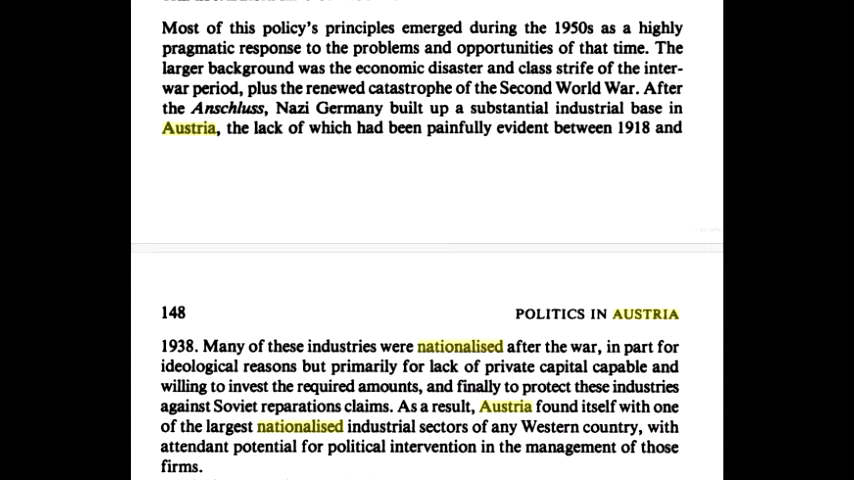 Most of this policy's principles emerged during the 1950s as a highly
pragmatic response to the problems and opportunities of that time. The
larger background was the economic disaster and class strife of the inter-
war period, plus the renewed catastrophe of the Second World War. After
the Anschluss, Nazi Germany built up a substantial industrial base in
Austria, the lack of which had been painfully evident between 1918 and
148 POLITICS IN AUSTRIA
1938. Many of these industries were nationalised after the war, in part for
ideological reasons but primarily for lack of private capital capable and
willing to invest the required amounts, and finally to protect these industries
against Soviet reparations claims. As a result, Austria found itself with one
of the largest nationalised industrial sectors of any Western country, with
attendant potential for political intervention in the management of those
firms.